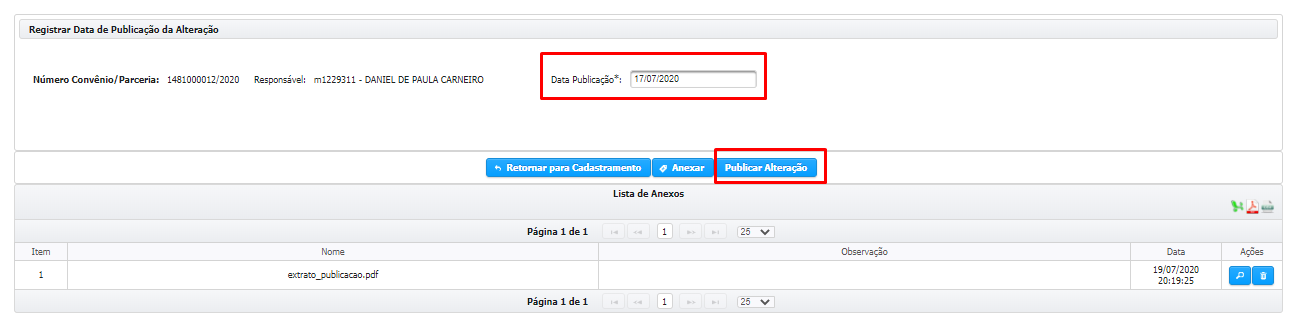 Registrar Data de Publicação da Alteração
Número Convênio/Parceria: 1481000012/2020 Responsável: m1229311 - DANIEL DE PAULA CARNEIRO Data Publicação*: 17/07/2020
Retornar para Cadastramento Anexar Publicar Alteração
Lista de Anexos
Página 1 de 1 1 25
Item Nome Observação Data Ações
1 extrato_publicacao.pdf 19/07/2020
20:19:25
Página 1 de 1 1 25